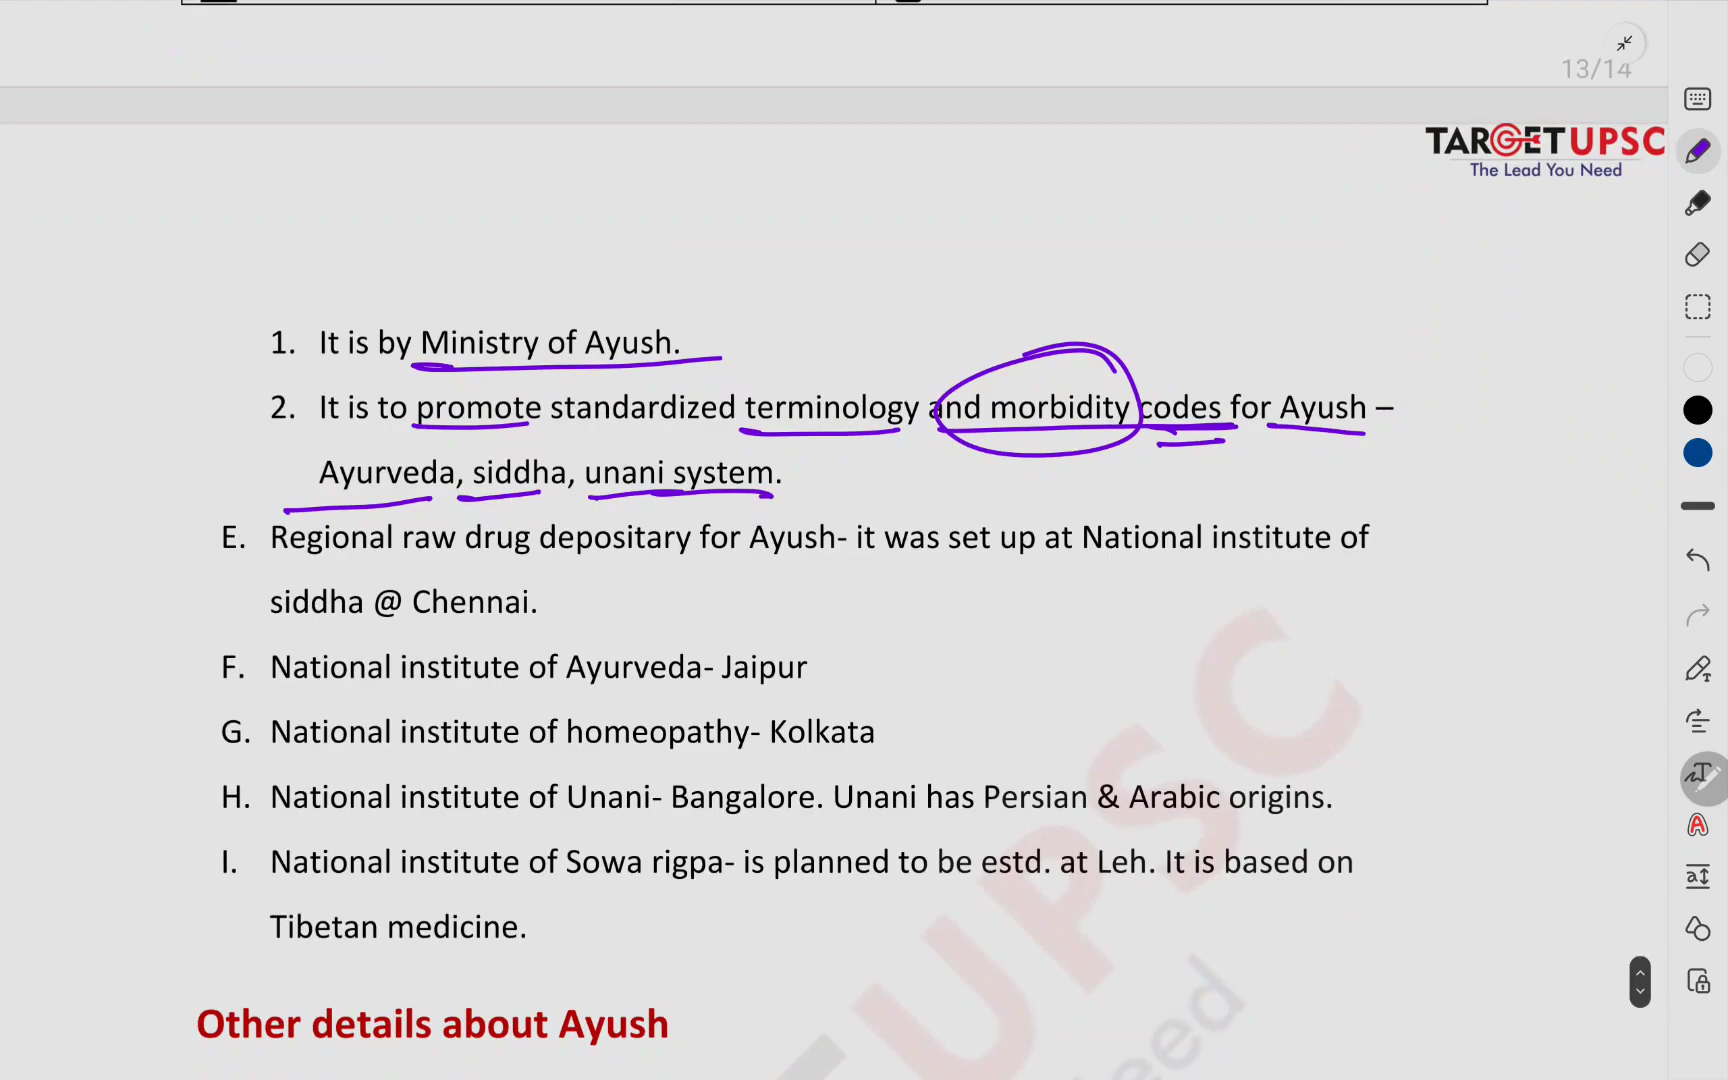 13/14
TARGET UPSC
The Lead You Need
1. It is by Ministry of Ayush.
2. It is to promote standardized terminology and morbidity codes for Ayush –
Ayurveda, siddha, unani system.
E. Regional raw drug depositary for Ayush- it was set up at National institute of
siddha @ Chennai.
F. National institute of Ayurveda- Jaipur
G. National institute of homeopathy- Kolkata
H. National institute of Unani- Bangalore. Unani has Persian & Arabic origins.
I. National institute of Sowa rigpa- is planned to be estd. at Leh. It is based on
Tibetan medicine.
Other details about Ayush